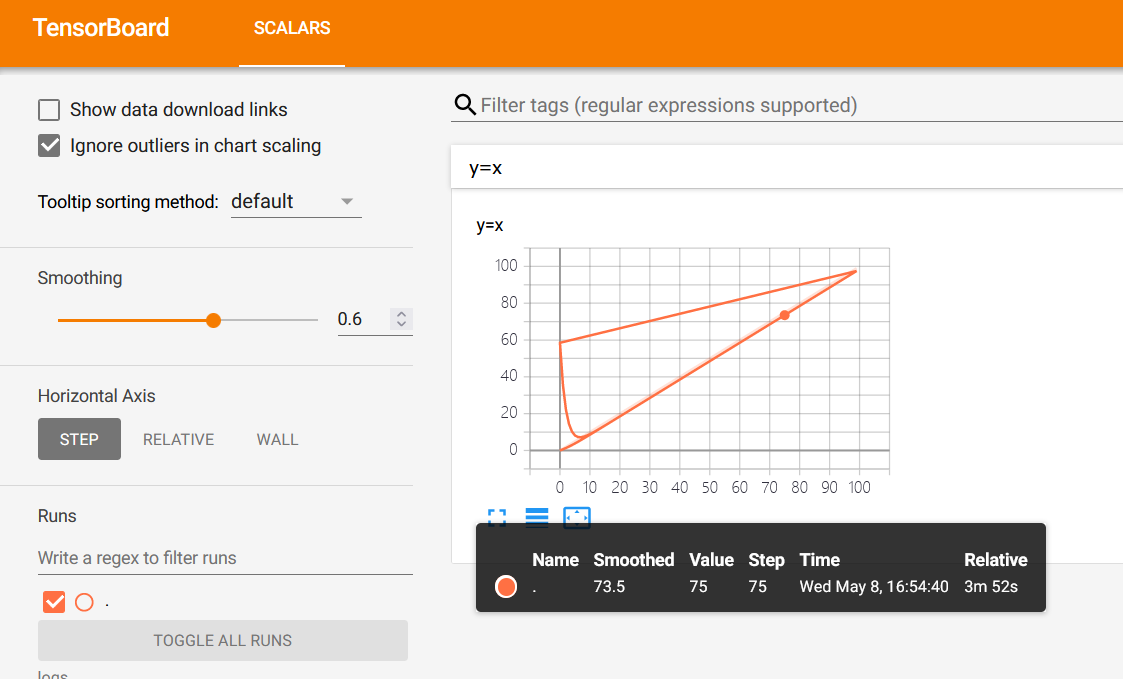 TensorBoard SCALARS
Show data download links
Ignore outliers in chart scaling
Tooltip sorting method: default
Smoothing
0.6
Horizontal Axis
STEP RELATIVE WALL
Runs
Write a regex to filter runs
.
TOGGLE ALL RUNS
logs
Filter tags (regular expressions supported)
y=x
y=x
100
80
60
40
20
0
0 10 20 30 40 50 60 70 80 90 100
Name Smoothed Value Step Time Relative
. 73.5 75 75 Wed May 8, 16:54:40 3m 52s